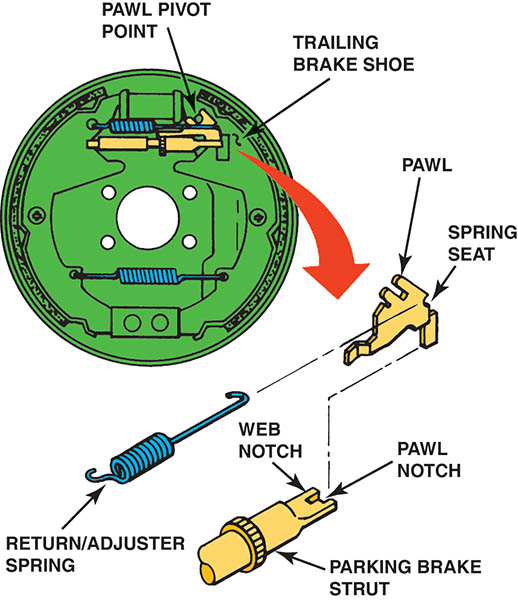 PAWL PIVOT
POINT
TRAILING
BRAKE SHOE
PAWL
SPRING
SEAT
WEB
NOTCH
PAWL
NOTCH
RETURN/ADJUSTER
SPRING
PARKING BRAKE
STRUT